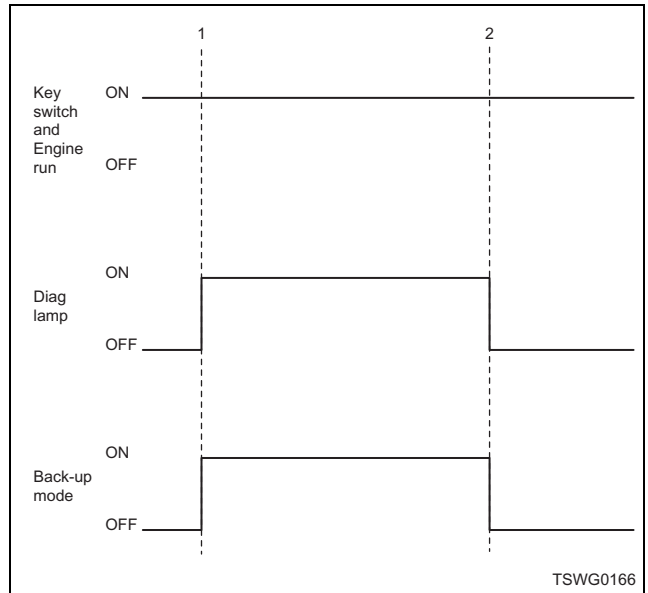 1 2
Key
switch
and
Engine
run
ON
OFF
Diag
lamp
ON
OFF
Back-up
mode
ON
OFF
TSWG0166